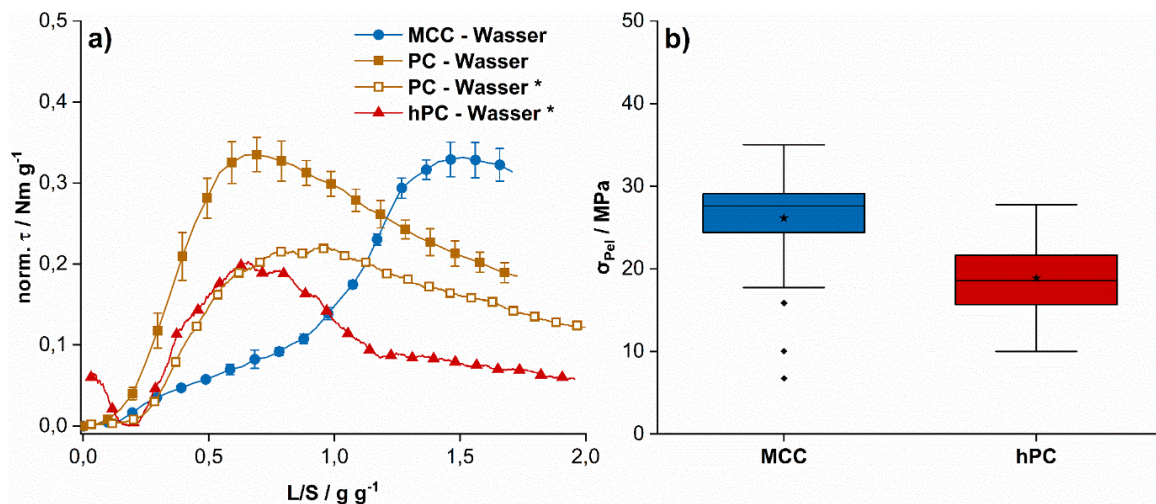 a)
MCC - Wasser
PC - Wasser
PC - Wasser *
hPC - Wasser *
norm. τ / Nm g⁻¹
0,5
0,4
0,3
0,2
0,1
0,0
0,0 0,5 1,0 1,5 2,0
L/S / g g⁻¹
b)
σPel / MPa
50
40
30
20
10
0
MCC hPC